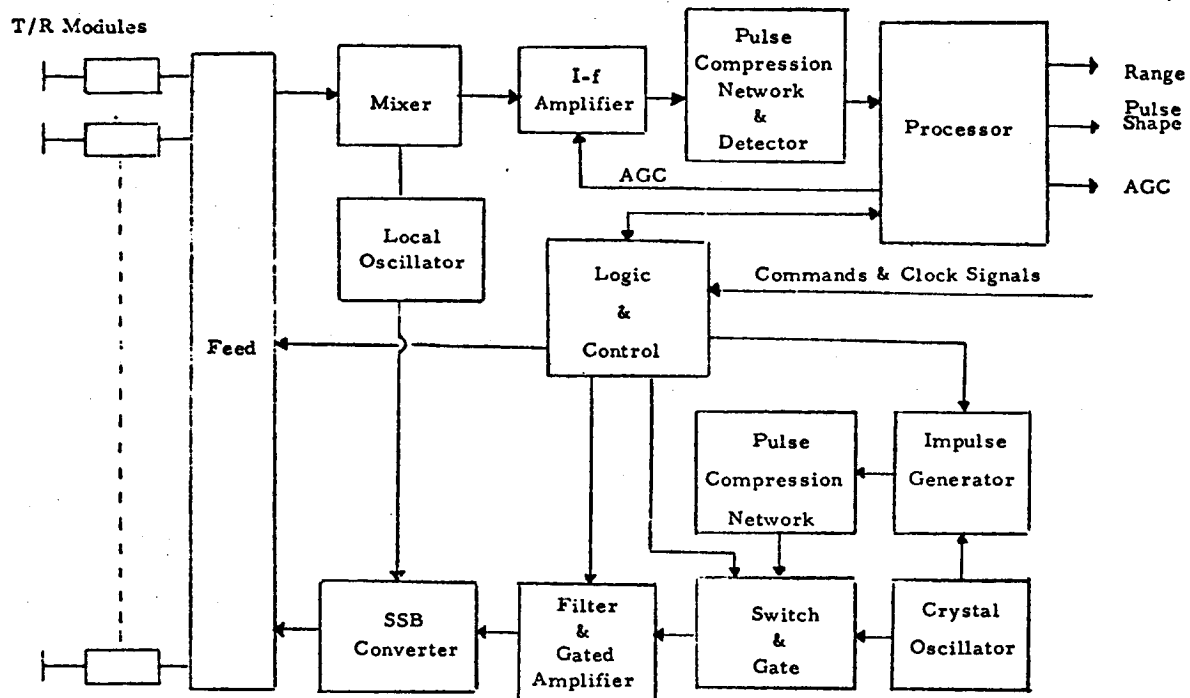 T/R Modules
Feed
Mixer
I-f
Amplifier
Pulse
Compression
Network
&
Detector
Processor
Range
Pulse
Shape
AGC
AGC
Local
Oscillator
Logic
&
Control
Commands & Clock Signals
Pulse
Compression
Network
Impulse
Generator
SSB
Converter
Filter
&
Gated
Amplifier
Switch
&
Gate
Crystal
Oscillator